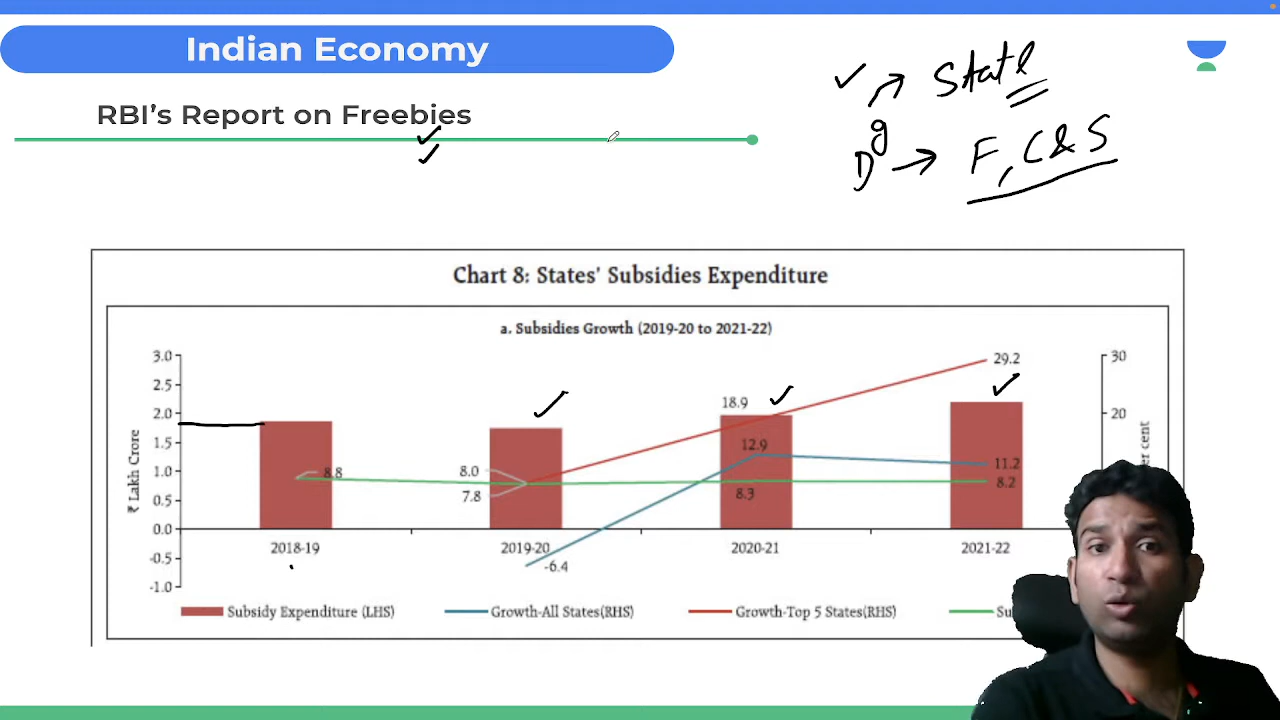 Indian Economy
RBI's Report on Freebies
State
g
D → F, C & S
Chart 8: States' Subsidies Expenditure
a. Subsidies Growth (2019-20 to 2021-22)
3.0
2.5
2.0
1.5
1.0
0.5
0.0
-0.5
-1.0
₹ Lakh Crore
30
20
er cent
8.8
8.0
7.8
-6.4
18.9
12.9
8.3
29.2
11.2
8.2
2018-19
2019-20
2020-21
2021-22
Subsidy Expenditure (LHS)
Growth-All States(RHS)
Growth-Top 5 States(RHS)
Su